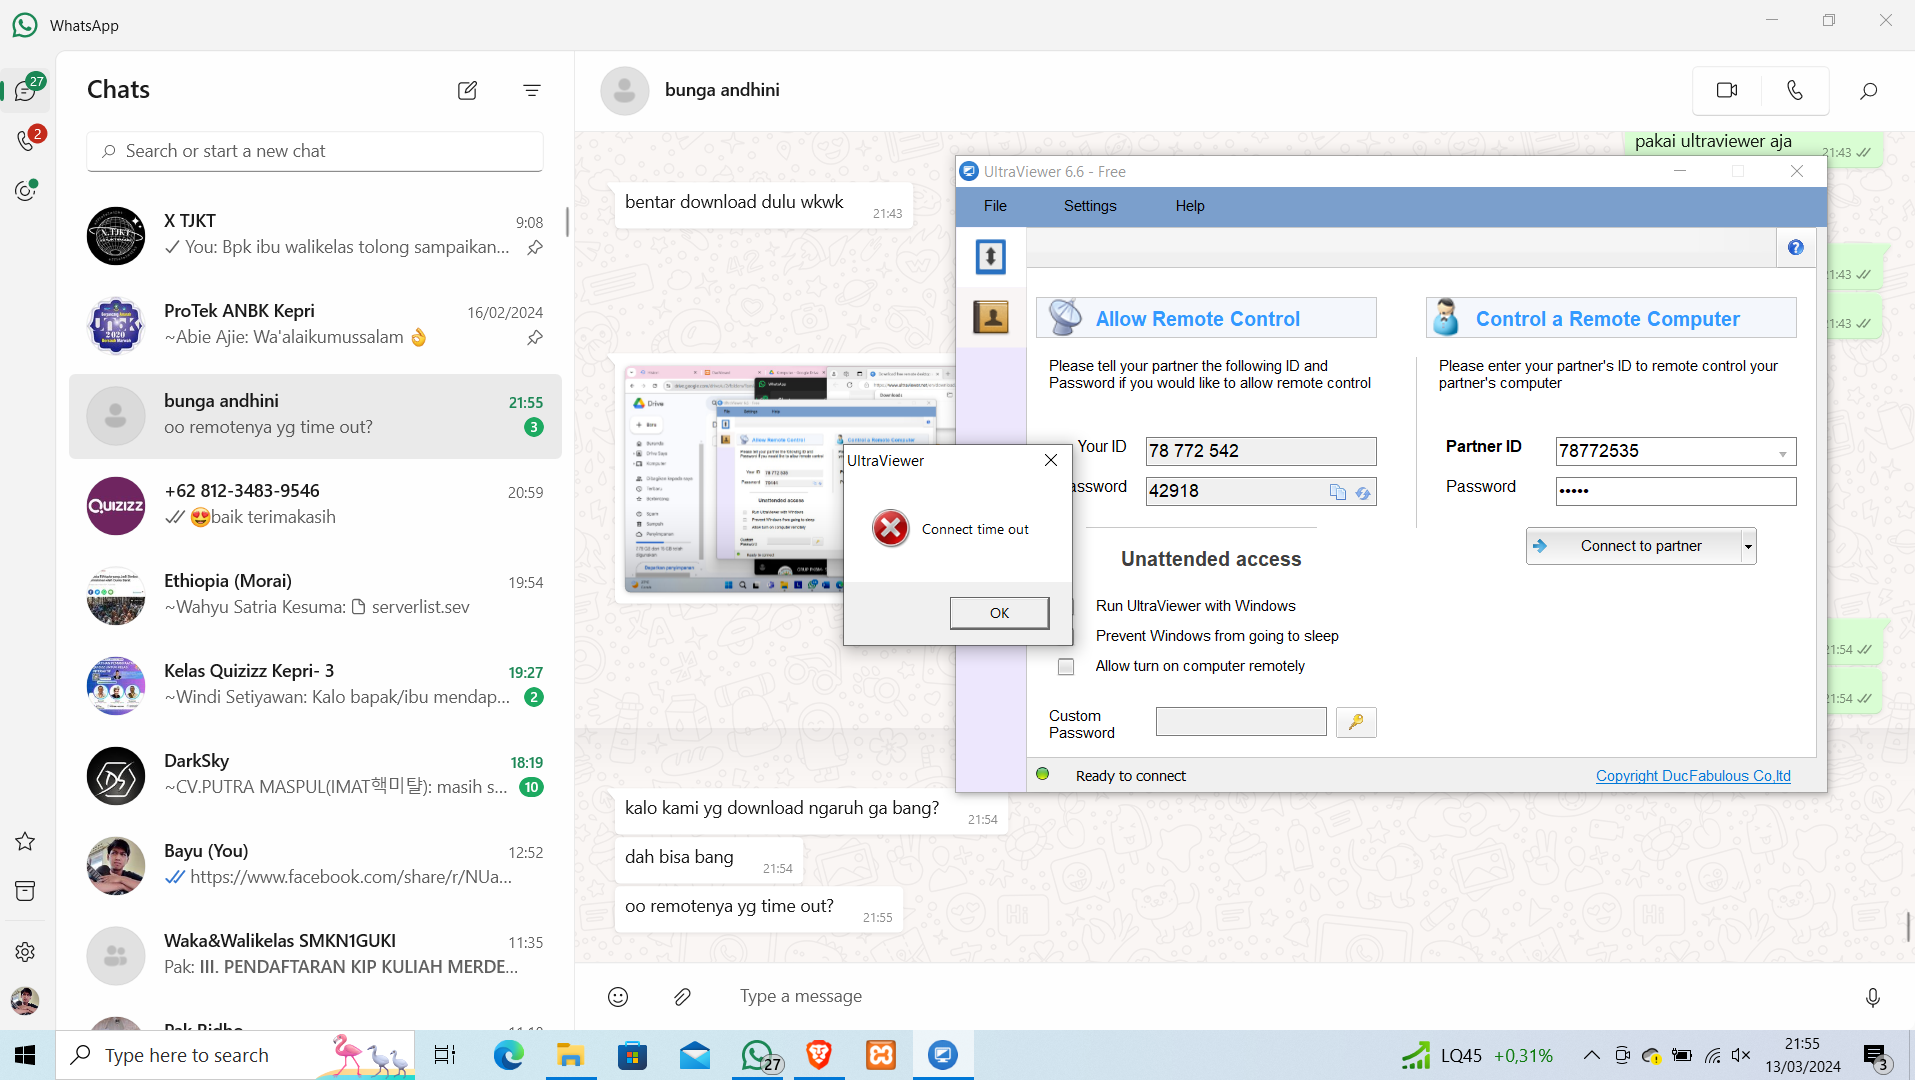 WhatsApp
27
2
Chats
Search or start a new chat
X TJKT
9:08
You: Bpk ibu walikelas tolong sampaikan...
ProTek ANBK Kepri
16/02/2024
~Abie Ajie: Wa'alaikumussalam 👌
bunga andhini
21:55
oo remotenya yg time out?
3
+62 812-3483-9546
20:59
QUIZIZZ
😍baik terimakasih
Ethiopia (Morai)
19:54
~Wahyu Satria Kesuma: serverlist.sev
Kelas Quizizz Kepri- 3
19:27
~Windi Setiyawan: Kalo bapak/ibu mendap...
2
DarkSky
18:19
~CV.PUTRA MASPUL(IMAT핵미탈): masih s...
10
Bayu (You)
12:52
https://www.facebook.com/share/r/NUa...
Waka&Walikelas SMKN1GUKI
11:35
Pak: III. PENDAFTARAN KIP KULIAH MERDE...
bunga andhini
pakai ultraviewer aja
21:43
bentar download dulu wkwk
21:43
1:43
1:43
1:54
1:54
kalo kami yg download ngaruh ga bang?
21:54
dah bisa bang
21:54
oo remotenya yg time out?
21:55
Type a message
UltraViewer 6.6 - Free
File Settings Help
Allow Remote Control
Please tell your partner the following ID and
Password if you would like to allow remote control
Your ID
78 772 542
assword
42918
Unattended access
Run UltraViewer with Windows
Prevent Windows from going to sleep
Allow turn on computer remotely
Custom
Password
Ready to connect
Control a Remote Computer
Please enter your partner's ID to remote control your
partner's computer
Partner ID
78772535
Password
•••••
Connect to partner
Copyright DucFabulous Co,ltd
UltraViewer
Connect time out
OK
Type here to search
27
LQ45 +0,31%
21:55
13/03/2024
3